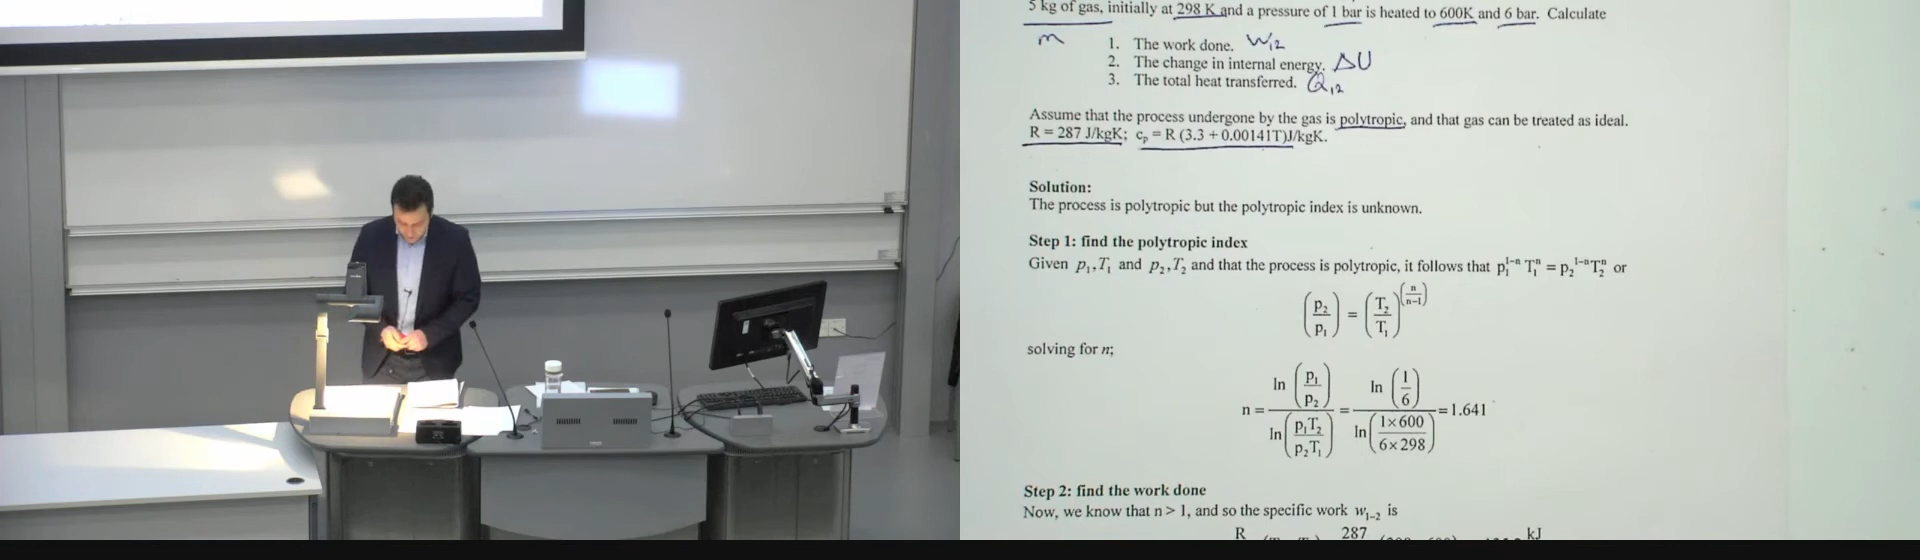 5 kg of gas, initially at 298 K and a pressure of 1 bar is heated to 600K and 6 bar. Calculate
m
1. The work done. W₁₂
2. The change in internal energy. ΔU
3. The total heat transferred. Q₁₂
Assume that the process undergone by the gas is polytropic, and that gas can be treated as ideal.
R = 287 J/kgK; cₚ = R (3.3 + 0.00141T)J/kgK.
Solution:
The process is polytropic but the polytropic index is unknown.
Step 1: find the polytropic index
Given p₁,T₁ and p₂,T₂ and that the process is polytropic, it follows that p₁¹⁻ⁿ T₁ⁿ = p₂¹⁻ⁿT₂ⁿ or
(p₂/p₁) = (T₂/T₁)^(n/(n-1))
solving for n;
n = ln (p₁/p₂) / ln (p₁T₂/p₂T₁) = ln (1/6) / ln (1×600/6×298) = 1.641
Step 2: find the work done
Now, we know that n > 1, and so the specific work w₁₋₂ is
R 287 kJ